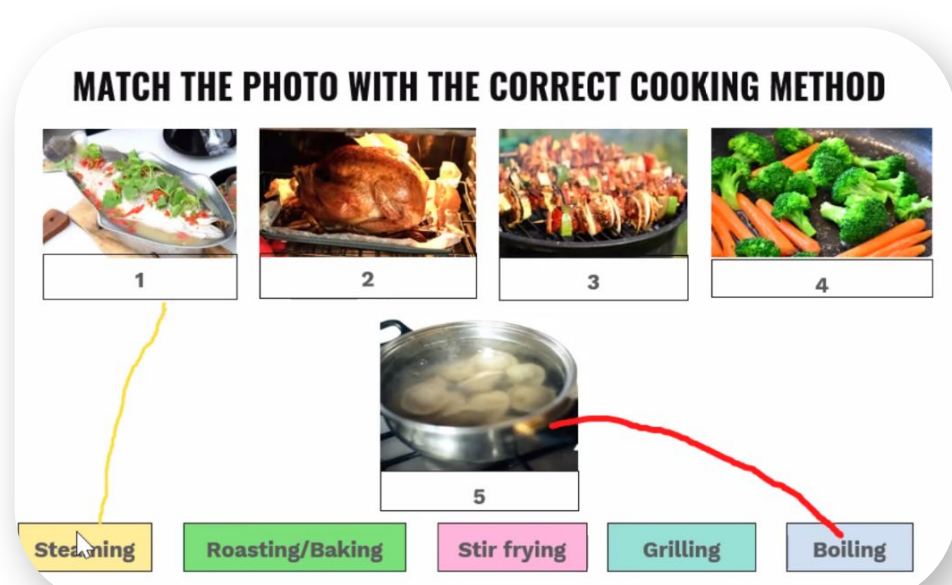 MATCH THE PHOTO WITH THE CORRECT COOKING METHOD
1
2
3
4
5
Steaming
Roasting/Baking
Stir frying
Grilling
Boiling